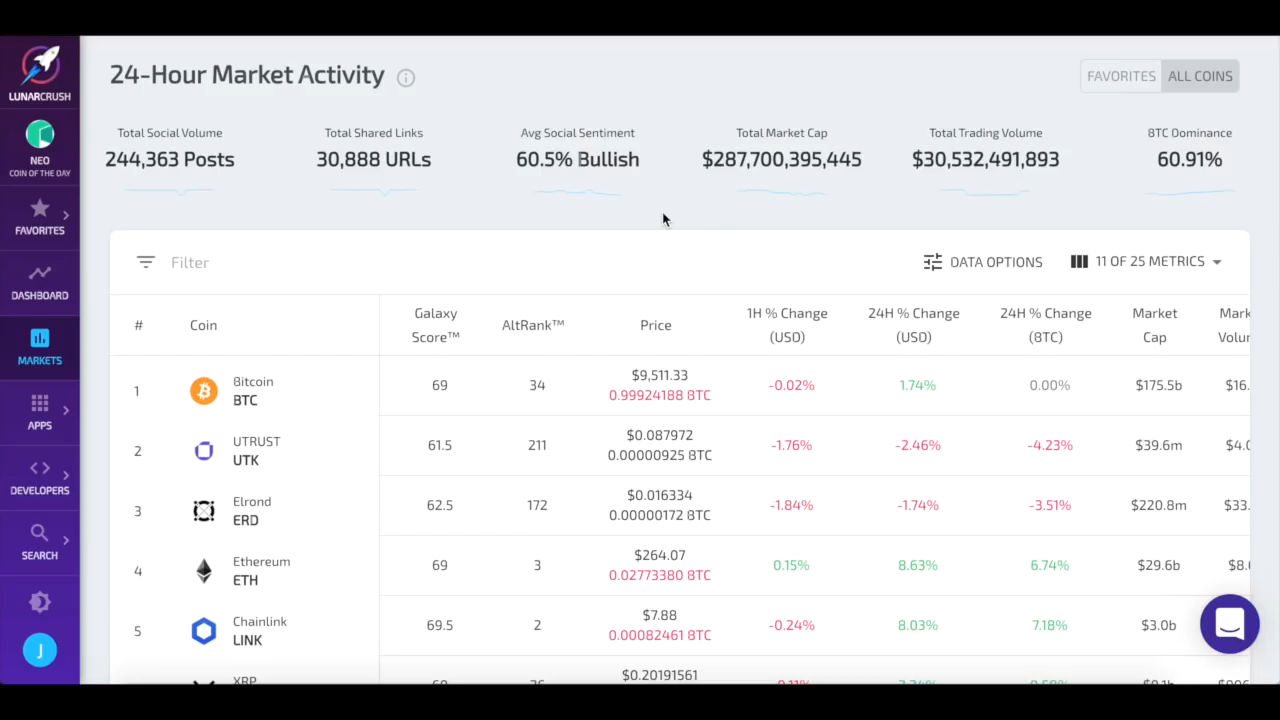 LUNARCRUSH
NEO
COIN OF THE DAY
FAVORITES
DASHBOARD
MARKETS
APPS
DEVELOPERS
SEARCH
J
24-Hour Market Activity
FAVORITES ALL COINS
Total Social Volume
244,363 Posts
Total Shared Links
30,888 URLs
Avg Social Sentiment
60.5% Bullish
Total Market Cap
$287,700,395,445
Total Trading Volume
$30,532,491,893
BTC Dominance
60.91%
Filter
DATA OPTIONS
11 OF 25 METRICS
#
Coin
Galaxy
Score™
AltRank™
Price
1H % Change
(USD)
24H % Change
(USD)
24H % Change
(BTC)
Market
Cap
1
Bitcoin
BTC
69
34
$9,511.33
0.99924188 BTC
-0.02%
1.74%
0.00%
$175.5b
$16.
2
UTRUST
UTK
61.5
211
$0.087972
0.00000925 BTC
-1.76%
-2.46%
-4.23%
$39.6m
3
Elrond
ERD
62.5
172
$0.016334
0.00000172 BTC
-1.84%
-1.74%
-3.51%
$220.8m
$33.
4
Ethereum
ETH
69
3
$264.07
0.02773380 BTC
0.15%
8.63%
6.74%
$29.6b
$8.
5
Chainlink
LINK
69.5
2
$7.88
0.00082461 BTC
-0.24%
8.03%
7.18%
$3.0b
XRP
$0.20191561